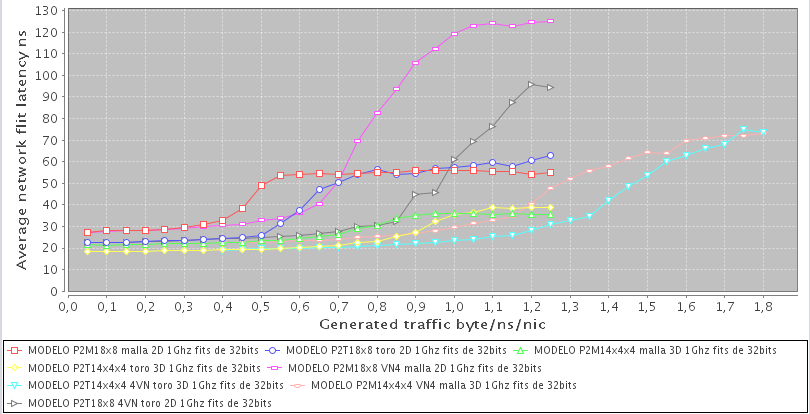 130
120
110
100
90
80
70
60
50
40
30
20
10
0
Average network flit latency ns
0,0 0,1 0,2 0,3 0,4 0,5 0,6 0,7 0,8 0,9 1,0 1,1 1,2 1,3 1,4 1,5 1,6 1,7 1,8
Generated traffic byte/ns/nic
MODELO P2M18x8 malla 2D 1Ghz fits de 32bits MODELO P2T18x8 toro 2D 1Ghz fits de 32bits MODELO P2M14x4x4 malla 3D 1Ghz fits de 32bits
MODELO P2T14x4x4 toro 3D 1Ghz fits de 32bits MODELO P2M18x8 VN4 malla 2D 1Ghz fits de 32bits
MODELO P2T14x4x4 4VN toro 3D 1Ghz fits de 32bits MODELO P2M14x4x4 VN4 malla 3D 1Ghz fits de 32bits
MODELO P2T18x8 4VN toro 2D 1Ghz fits de 32bits